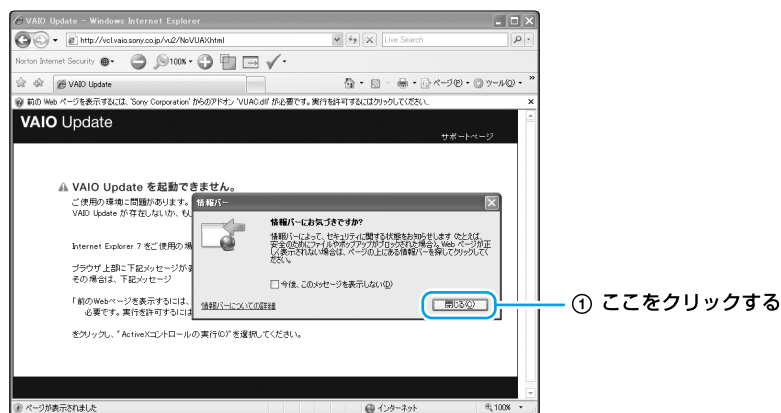 VAIO Update - Windows Internet Explorer
http://vcl.vaio.sony.co.jp/vu2/NoVUAX.html
Live Search
Norton Internet Security
100%
VAIO Update
ページ(P)
ツール(O)
前の Web ページを表示するには、'Sony Corporation' からのアドオン 'VUAC.dll' が必要です。実行を許可するにはクリックしてください...
VAIO Update
サポートページ
VAIO Update を起動できません。
ご使用の環境に問題があります。
VAIO Update が存在しないか、も
Internet Explorer 7 をご使用の場
ブラウザ上部に下記メッセージが
その場合は、下記メッセージ
「前のWebページを表示するには、
必要です。実行を許可するには
をクリックし、"ActiveXコントロールの実行(C)"を選択してください。
情報バー
情報バーにお気づきですか?
情報バーによって、セキュリティに関する状態をお知らせします (たとえば、
安全のためにファイルやポップアップがブロックされた場合)。Web ページが正
しく表示されない場合は、ページの上にある情報バーを探してクリックしてく
ださい。
今後、このメッセージを表示しない(D)
情報バーについての詳細
閉じる(C)
① ここをクリックする
ページが表示されました
インターネット
100%